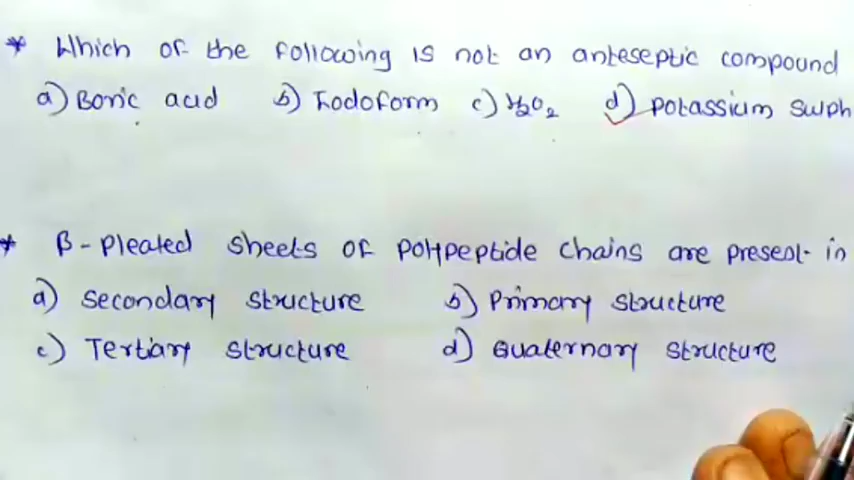 * Which of the following is not an anteseptic compound
a) Boric acid b) Iodoform c) H2O2 d) Potassium sulph
* β-pleated sheets of polypeptide chains are present in
a) Secondary structure b) Primary structure
c) Tertiary structure d) Quaternary structure